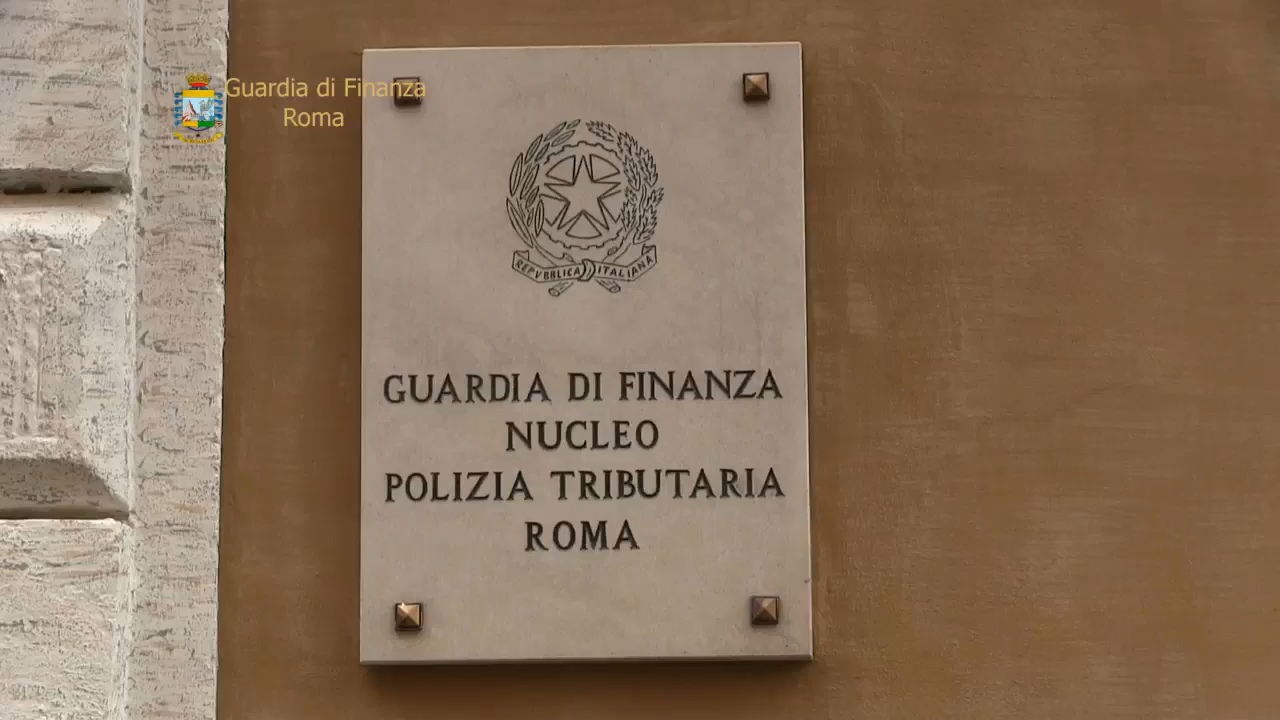 Guardia di Finanza
Roma
REPVBBLICA ITALIANA
GUARDIA DI FINANZA
NUCLEO
POLIZIA TRIBUTARIA
ROMA